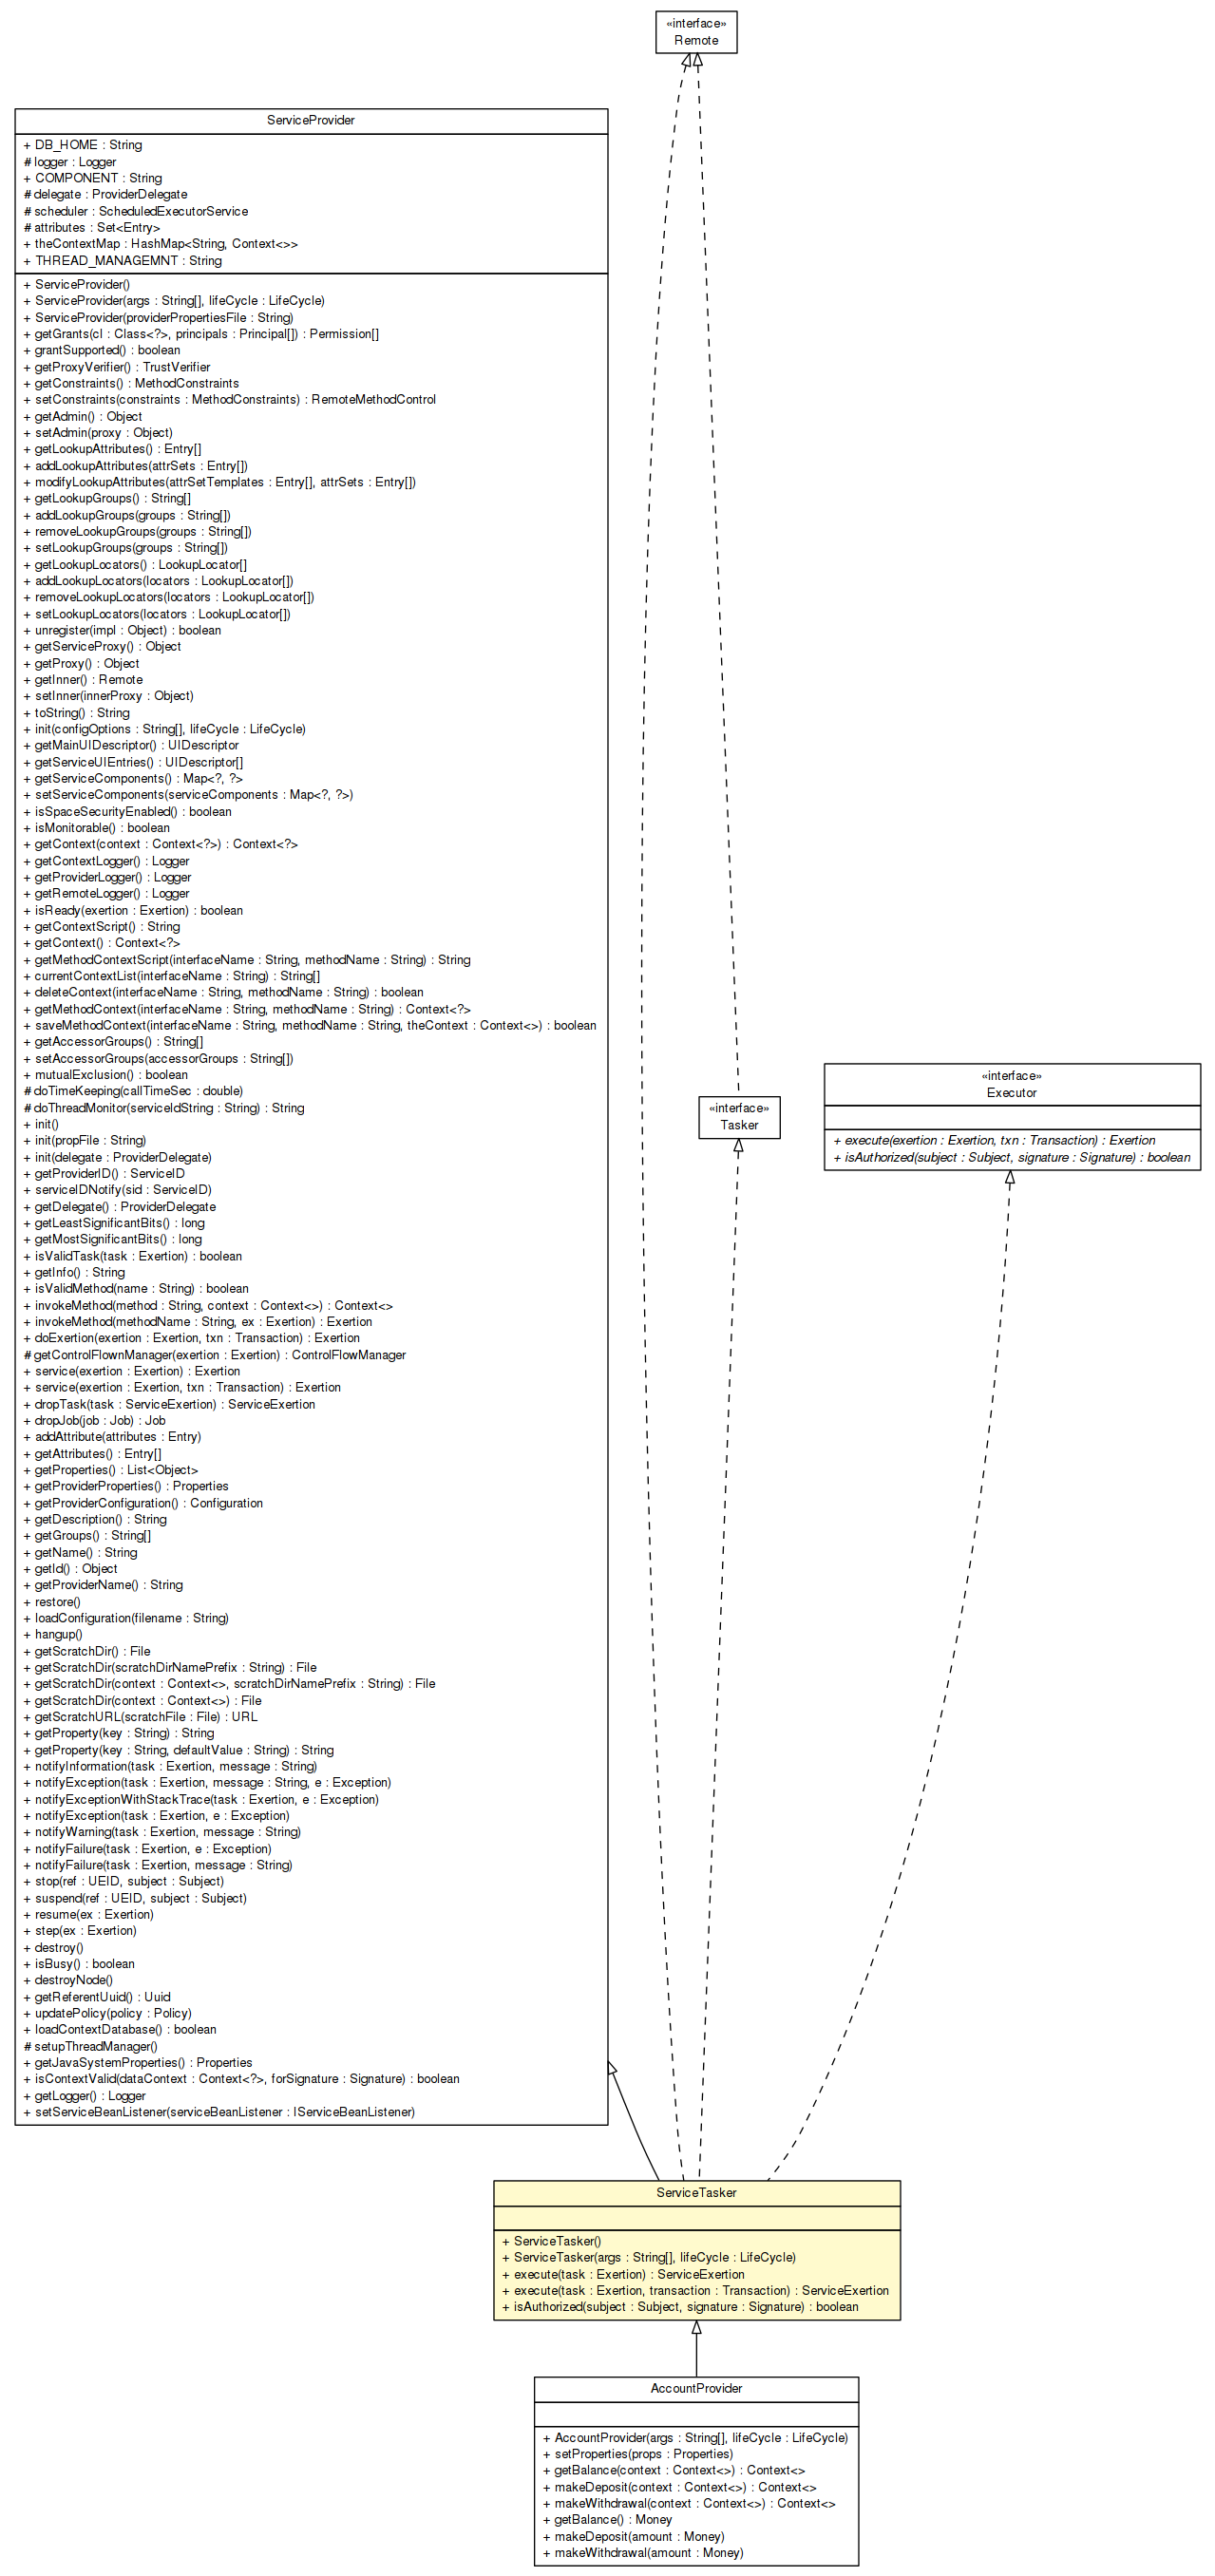 «interface»
Remote
ServiceProvider
+ DB_HOME : String
# logger : Logger
+ COMPONENT : String
# delegate : ProviderDelegate
# scheduler : ScheduledExecutorService
# attributes : Set<Entry>
+ theContextMap : HashMap<String, Context<>>
+ THREAD_MANAGEMNT : String
+ ServiceProvider()
+ ServiceProvider(args : String[], lifeCycle : LifeCycle)
+ ServiceProvider(providerPropertiesFile : String)
+ getGrants(cl : Class<?>, principals : Principal[]) : Permission[]
+ grantSupported() : boolean
+ getProxyVerifier() : TrustVerifier
+ getConstraints() : MethodConstraints
+ setConstraints(constraints : MethodConstraints) : RemoteMethodControl
+ getAdmin() : Object
+ setAdmin(proxy : Object)
+ getLookupAttributes() : Entry[]
+ addLookupAttributes(attrSets : Entry[])
+ modifyLookupAttributes(attrSetTemplates : Entry[], attrSets : Entry[])
+ getLookupGroups() : String[]
+ addLookupGroups(groups : String[])
+ removeLookupGroups(groups : String[])
+ setLookupGroups(groups : String[])
+ getLookupLocators() : LookupLocator[]
+ addLookupLocators(locators : LookupLocator[])
+ removeLookupLocators(locators : LookupLocator[])
+ setLookupLocators(locators : LookupLocator[])
+ unregister(impl : Object) : boolean
+ getServiceProxy() : Object
+ getProxy() : Object
+ getInner() : Remote
+ setInner(innerProxy : Object)
+ toString() : String
+ init(configOptions : String[], lifeCycle : LifeCycle)
+ getMainUIDescriptor() : UIDescriptor
+ getServiceUIEntries() : UIDescriptor[]
+ getServiceComponents() : Map<?, ?>
+ setServiceComponents(serviceComponents : Map<?, ?>)
+ isSpaceSecurityEnabled() : boolean
+ isMonitorable() : boolean
+ getContext(context : Context<?>) : Context<?>
+ getContextLogger() : Logger
+ getProviderLogger() : Logger
+ getRemoteLogger() : Logger
+ isReady(exertion : Exertion) : boolean
+ getContextScript() : String
+ getContext() : Context<?>
+ getMethodContextScript(interfaceName : String, methodName : String) : String
+ currentContextList(interfaceName : String) : String[]
+ deleteContext(interfaceName : String, methodName : String) : boolean
+ getMethodContext(interfaceName : String, methodName : String) : Context<?>
+ saveMethodContext(interfaceName : String, methodName : String, theContext : Context<>) : boolean
+ getAccessorGroups() : String[]
+ setAccessorGroups(accessorGroups : String[])
+ mutualExclusion() : boolean
# doTimeKeeping(callTimeSec : double)
# doThreadMonitor(serviceIdString : String) : String
+ init()
+ init(propFile : String)
+ init(delegate : ProviderDelegate)
+ getProviderID() : ServiceID
+ serviceIDNotify(sid : ServiceID)
+ getDelegate() : ProviderDelegate
+ getLeastSignificantBits() : long
+ getMostSignificantBits() : long
+ isValidTask(task : Exertion) : boolean
+ getInfo() : String
+ isValidMethod(name : String) : boolean
+ invokeMethod(method : String, context : Context<>) : Context<>
+ invokeMethod(methodName : String, ex : Exertion) : Exertion
+ doExertion(exertion : Exertion, txn : Transaction) : Exertion
# getControlFlownManager(exertion : Exertion) : ControlFlowManager
+ service(exertion : Exertion) : Exertion
+ service(exertion : Exertion, txn : Transaction) : Exertion
+ dropTask(task : ServiceExertion) : ServiceExertion
+ dropJob(job : Job) : Job
+ addAttribute(attributes : Entry)
+ getAttributes() : Entry[]
+ getProperties() : List<Object>
+ getProviderProperties() : Properties
+ getProviderConfiguration() : Configuration
+ getDescription() : String
+ getGroups() : String[]
+ getName() : String
+ getId() : Object
+ getProviderName() : String
+ restore()
+ loadConfiguration(filename : String)
+ hangup()
+ getScratchDir() : File
+ getScratchDir(scratchDirNamePrefix : String) : File
+ getScratchDir(context : Context<>, scratchDirNamePrefix : String) : File
+ getScratchDir(context : Context<>) : File
+ getScratchURL(scratchFile : File) : URL
+ getProperty(key : String) : String
+ getProperty(key : String, defaultValue : String) : String
+ notifyInformation(task : Exertion, message : String)
+ notifyException(task : Exertion, message : String, e : Exception)
+ notifyExceptionWithStackTrace(task : Exertion, e : Exception)
+ notifyException(task : Exertion, e : Exception)
+ notifyWarning(task : Exertion, message : String)
+ notifyFailure(task : Exertion, e : Exception)
+ notifyFailure(task : Exertion, message : String)
+ stop(ref : UEID, subject : Subject)
+ suspend(ref : UEID, subject : Subject)
+ resume(ex : Exertion)
+ step(ex : Exertion)
+ destroy()
+ isBusy() : boolean
+ destroyNode()
+ getReferentUuid() : Uuid
+ updatePolicy(policy : Policy)
+ loadContextDatabase() : boolean
# setupThreadManager()
+ getJavaSystemProperties() : Properties
+ isContextValid(dataContext : Context<?>, forSignature : Signature) : boolean
+ getLogger() : Logger
+ setServiceBeanListener(serviceBeanListener : IServiceBeanListener)
«interface»
Tasker
«interface»
Executor
+ execute(exertion : Exertion, txn : Transaction) : Exertion
+ isAuthorized(subject : Subject, signature : Signature) : boolean
ServiceTasker
+ ServiceTasker()
+ ServiceTasker(args : String[], lifeCycle : LifeCycle)
+ execute(task : Exertion) : ServiceExertion
+ execute(task : Exertion, transaction : Transaction) : ServiceExertion
+ isAuthorized(subject : Subject, signature : Signature) : boolean
AccountProvider
+ AccountProvider(args : String[], lifeCycle : LifeCycle)
+ setProperties(props : Properties)
+ getBalance(context : Context<>) : Context<>
+ makeDeposit(context : Context<>) : Context<>
+ makeWithdrawal(context : Context<>) : Context<>
+ getBalance() : Money
+ makeDeposit(amount : Money)
+ makeWithdrawal(amount : Money)